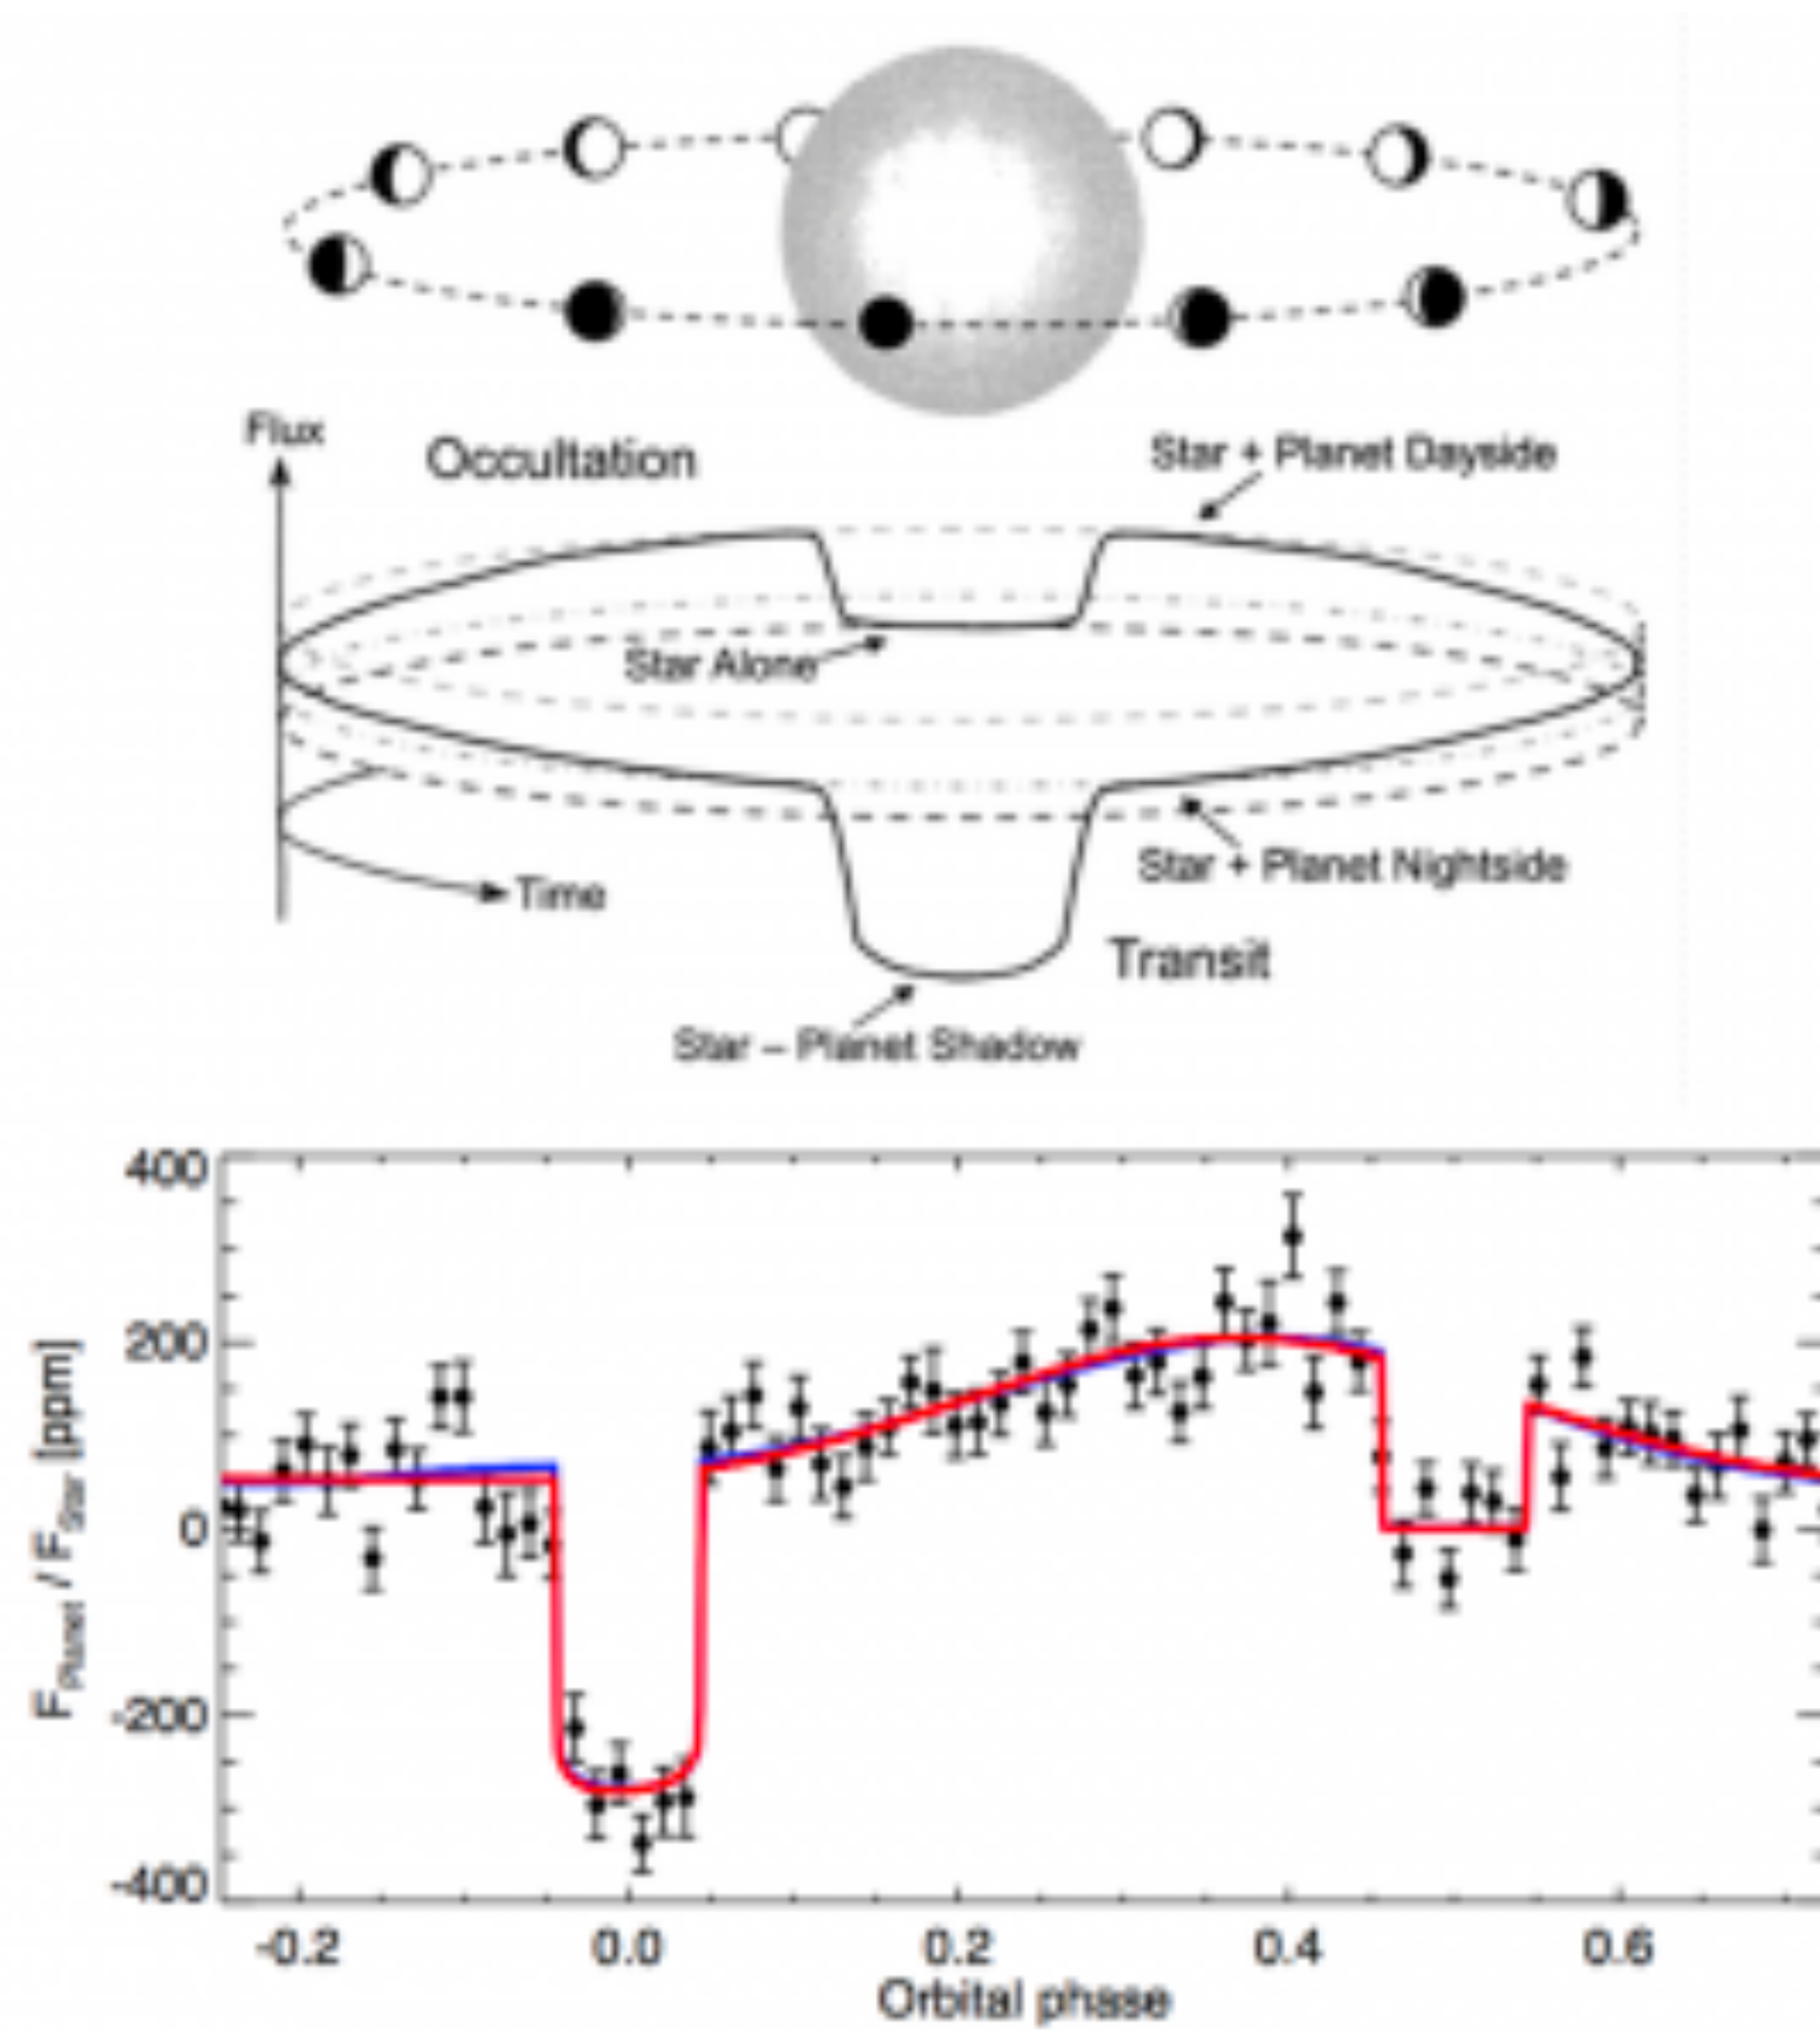 Flux
Occultation
Star + Planet Dayside
Star Alone
Star + Planet Nightside
Time
Transit
Star – Planet Shadow
400
200
0
-200
-400
F_Planet / F_Star [ppm]
-0.2 0.0 0.2 0.4 0.6
Orbital phase